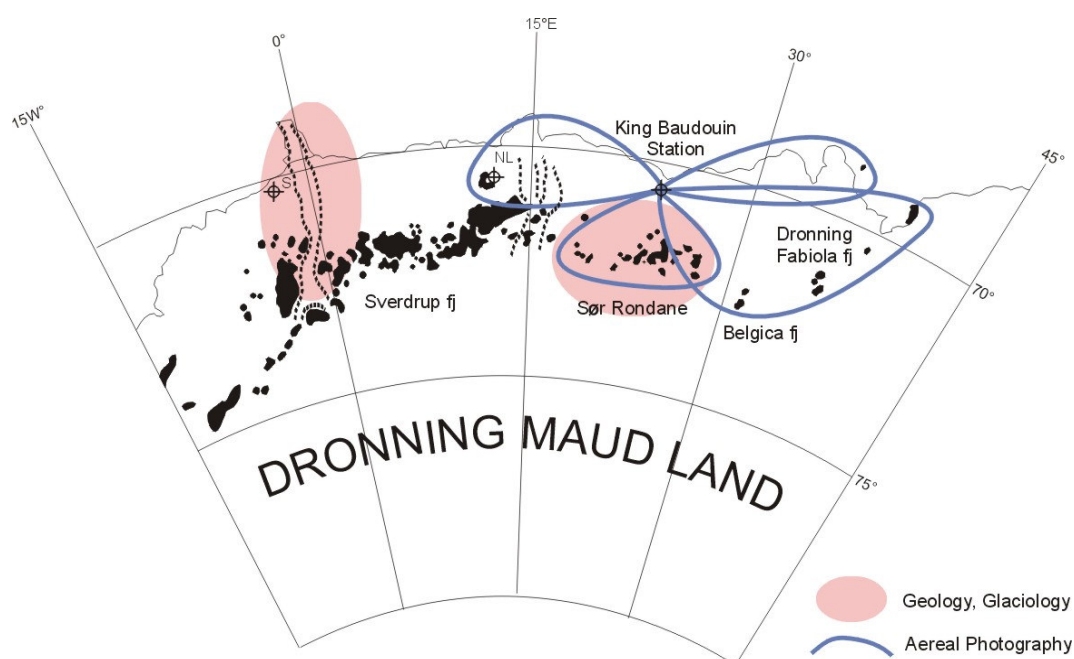 15W°
0°
15°E
30°
45°
King Baudouin
Station
NL
S
Dronning
Fabiola fj
70°
Sverdrup fj
Sør Rondane
Belgica fj
DRONNING MAUD LAND
75°
Geology, Glaciology
Aereal Photography